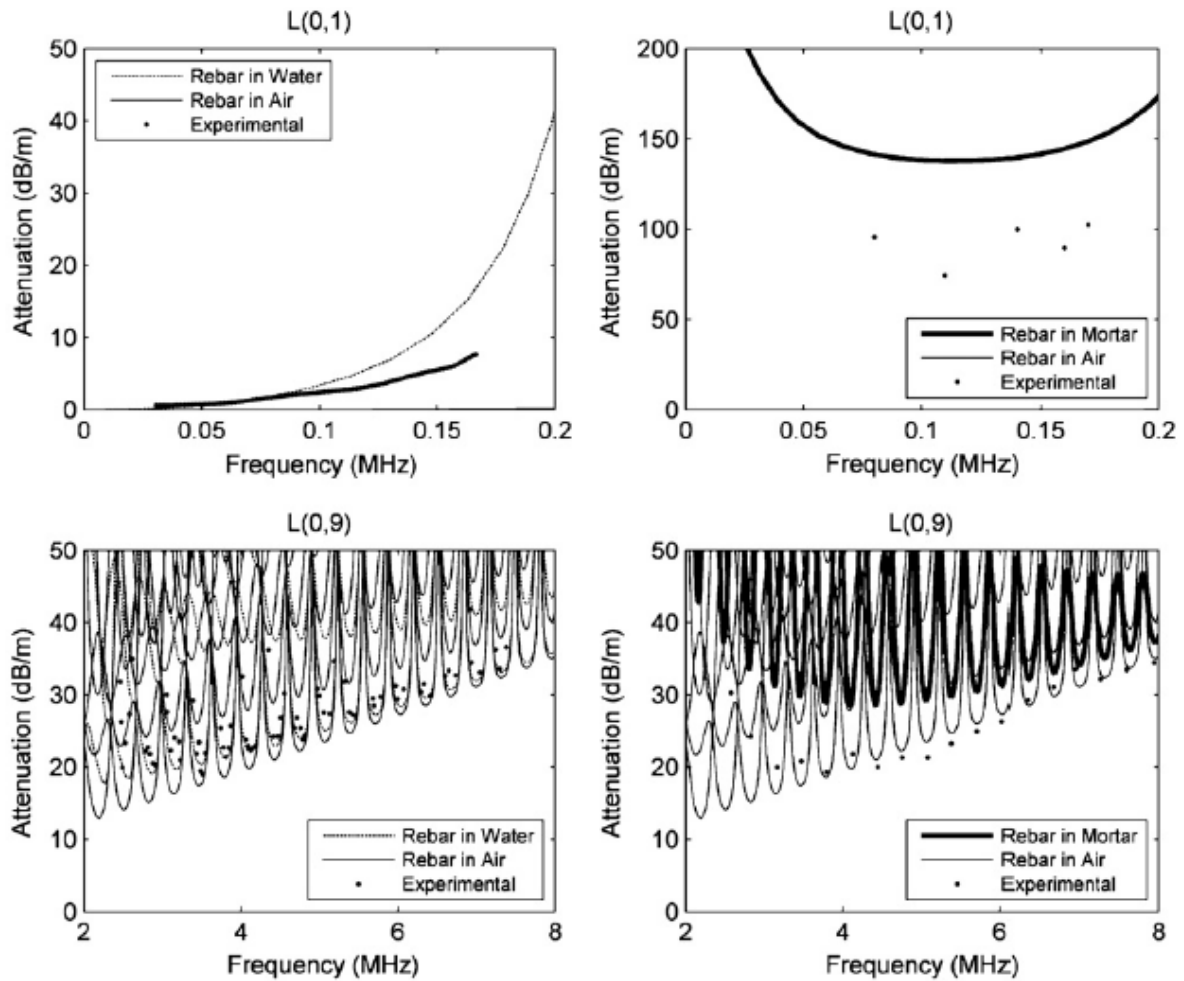 L(0,1)
50
40
30
20
10
0
Attenuation (dB/m)
Rebar in Water
Rebar in Air
Experimental
0
0.05
0.1
0.15
0.2
Frequency (MHz)
L(0,1)
200
150
100
50
0
Attenuation (dB/m)
Rebar in Mortar
Rebar in Air
Experimental
0
0.05
0.1
0.15
0.2
Frequency (MHz)
L(0,9)
50
40
30
20
10
0
Attenuation (dB/m)
Rebar in Water
Rebar in Air
Experimental
2
4
6
8
Frequency (MHz)
L(0,9)
50
40
30
20
10
0
Attenuation (dB/m)
Rebar in Mortar
Rebar in Air
Experimental
2
4
6
8
Frequency (MHz)